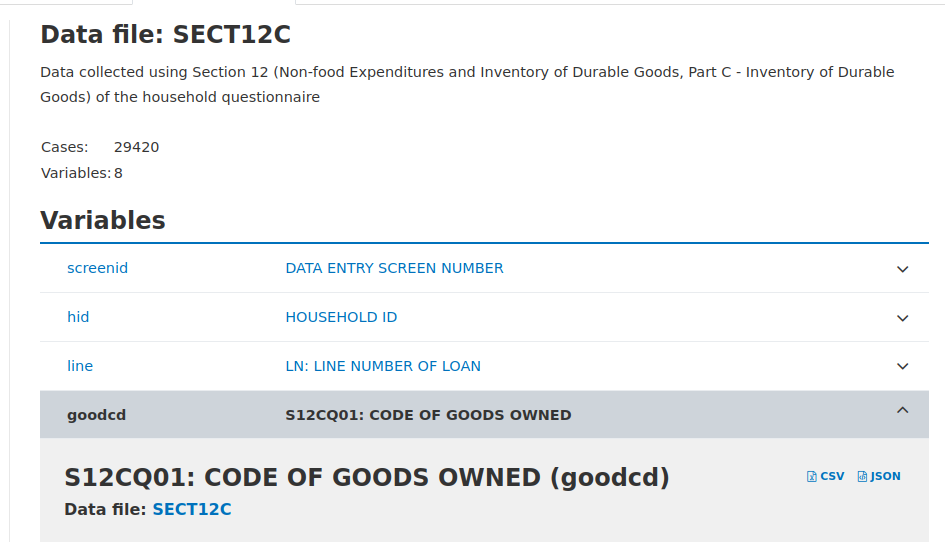 Data file: SECT12C
Data collected using Section 12 (Non-food Expenditures and Inventory of Durable Goods, Part C - Inventory of Durable
Goods) of the household questionnaire
Cases: 29420
Variables: 8
Variables
screenid DATA ENTRY SCREEN NUMBER
hid HOUSEHOLD ID
line LN: LINE NUMBER OF LOAN
goodcd S12CQ01: CODE OF GOODS OWNED
S12CQ01: CODE OF GOODS OWNED (goodcd) CSV JSON
Data file: SECT12C